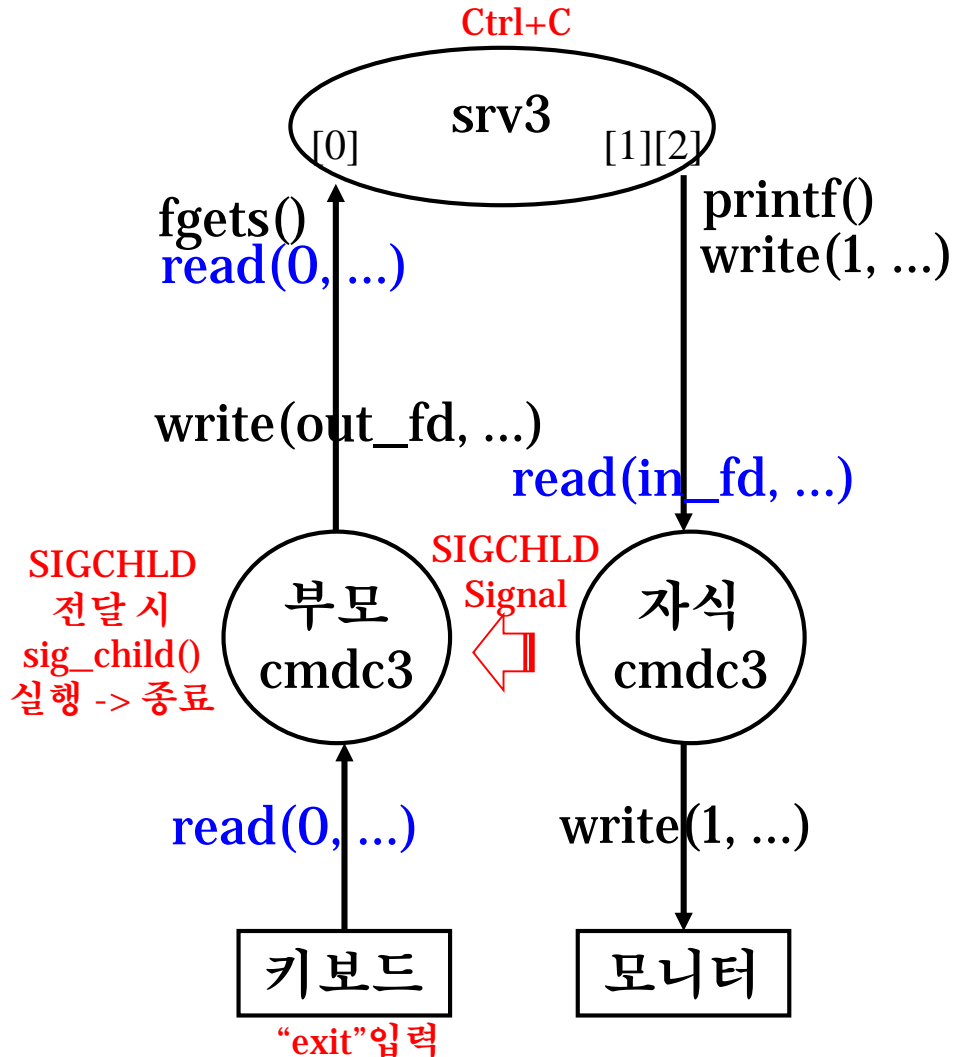 Ctrl+C
srv3
[0]
[1][2]
fgets()
read(0, ...)
printf()
write(1, ...)
write(out_fd, ...)
read(in_fd, ...)
SIGCHLD
전달 시
sig_child()
실행 -> 종료
부모
cmdc3
SIGCHLD
Signal
자식
cmdc3
read(0, ...)
write(1, ...)
키보드
모니터
“exit”입력